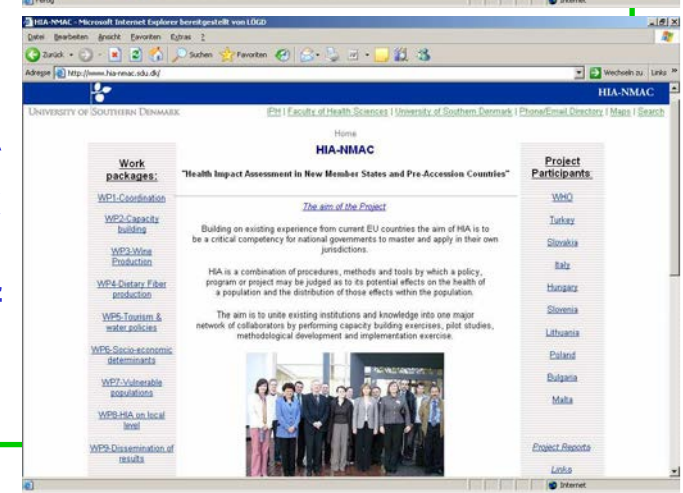 Fertig Internet
HIA-NMAC - Microsoft Internet Explorer bereitgestellt von LÖGD
Datei Bearbeiten Ansicht Favoriten Extras ?
Zurück Suchen Favoriten
Adresse http://www.hia-nmac.sdu.dk/ Wechseln zu Links »
HIA-NMAC
UNIVERSITY OF SOUTHERN DENMARK
IPH | Faculty of Health Sciences | University of Southern Denmark | Phone/Email Directory | Maps | Search
Home
HIA-NMAC
"Health Impact Assessment in New Member States and Pre-Accession Countries"
Work
packages:
WP1-Coordination
WP2-Capacity
building
WP3-Wine
Production
WP4-Dietary Fiber
production
WP5-Tourism &
water policies
WP6-Socio-economic
determinants
WP7-Vulnerable
populations
WP8-HIA on local
level
WP9-Dissemination of
results
The aim of the Project
Building on existing experience from current EU countries the aim of HIA is to
be a critical competency for national governments to master and apply in their own
jurisdictions.
HIA is a combination of procedures, methods and tools by which a policy,
program or project may be judged as to its potential effects on the health of
a population and the distribution of those effects within the population.
The aim is to unite existing institutions and knowledge into one major
network of collaborators by performing capacity building exercises, pilot studies,
methodological development and implementation exercise.
Project
Participants:
WHO
Turkey
Slovakia
Italy
Hungary
Slovenia
Lithuania
Poland
Bulgaria
Malta
Project Reports
Links
Internet